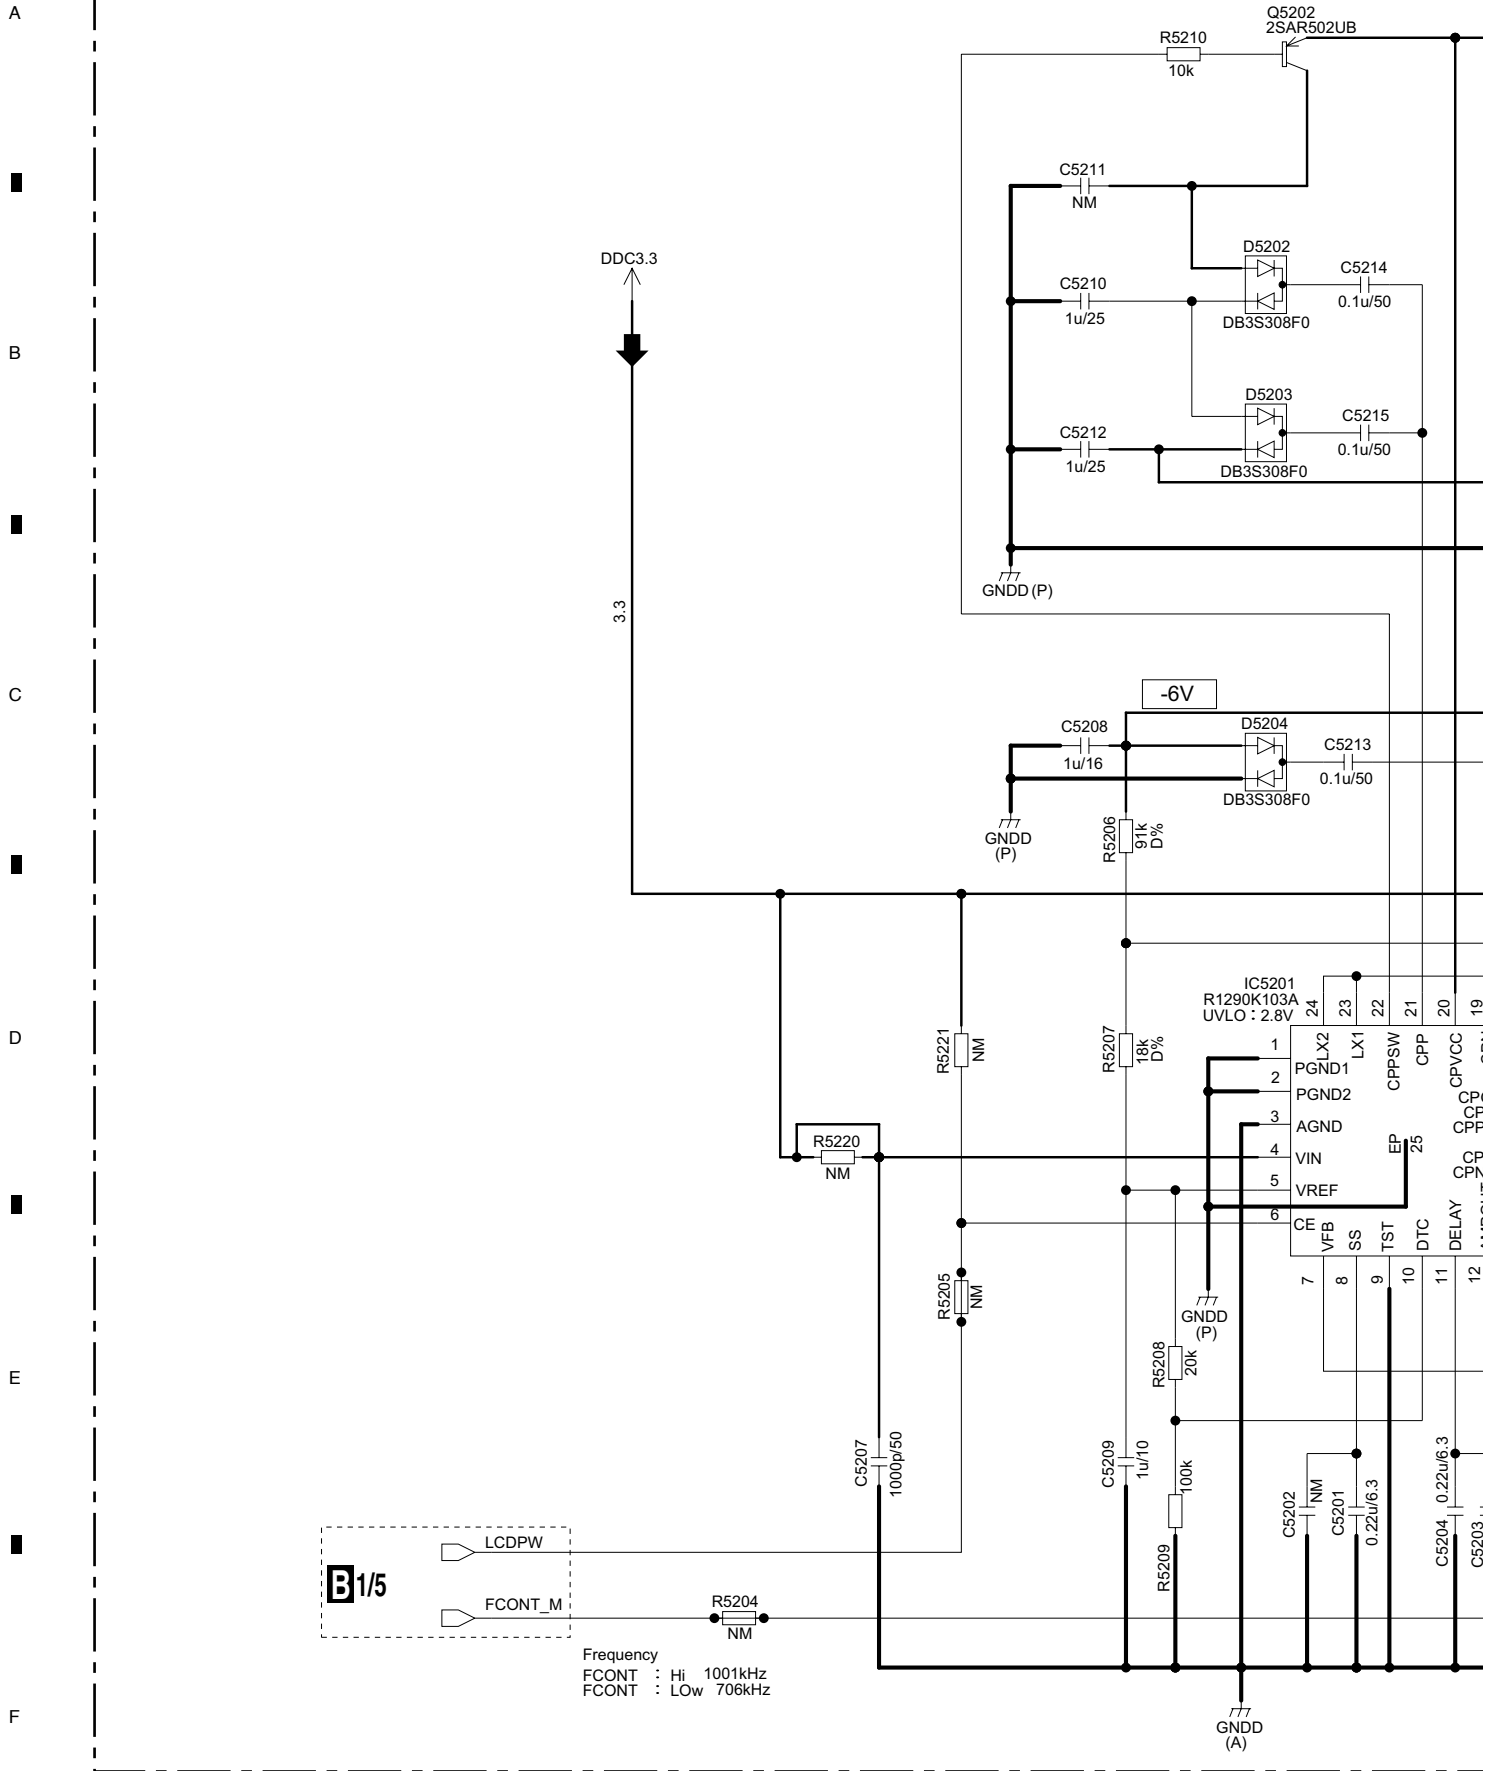 A
Q5202
2SAR502UB
R5210
10k
C5211
NM
D5202
DDC3.3
C5214
C5210
0.1u/50
1u/25
DB3S308F0
B
D5203
C5215
C5212
0.1u/50
1u/25
DB3S308F0
GNDD (P)
3.3
C
-6V
C5208
D5204
C5213
1u/16
0.1u/50
DB3S308F0
GNDD
(P)
R5206
91k
D%
IC5201
R1290K103A
UVLO : 2.8V
24
23
22
21
20
19
D
R5221
NM
R5207
18k
D%
LX2
LX1
CPPSW
CPP
CPVCC
1
PGND1
2
PGND2
3
AGND
4
VIN
5
VREF
6
CE
EP
25
R5220
NM
VFB
SS
TST
DTC
DELAY
7
8
9
10
11
12
R5205
NM
GNDD
(P)
E
R5208
20k
C5207
1000p/50
C5209
1u/10
100k
R5209
C5202
NM
C5201
0.22u/6.3
C5204
0.22u/6.3
C5203
LCDPW
B 1/5
FCONT_M
R5204
NM
Frequency
FCONT : Hi 1001kHz
FCONT : LOw 706kHz
F
GNDD
(A)